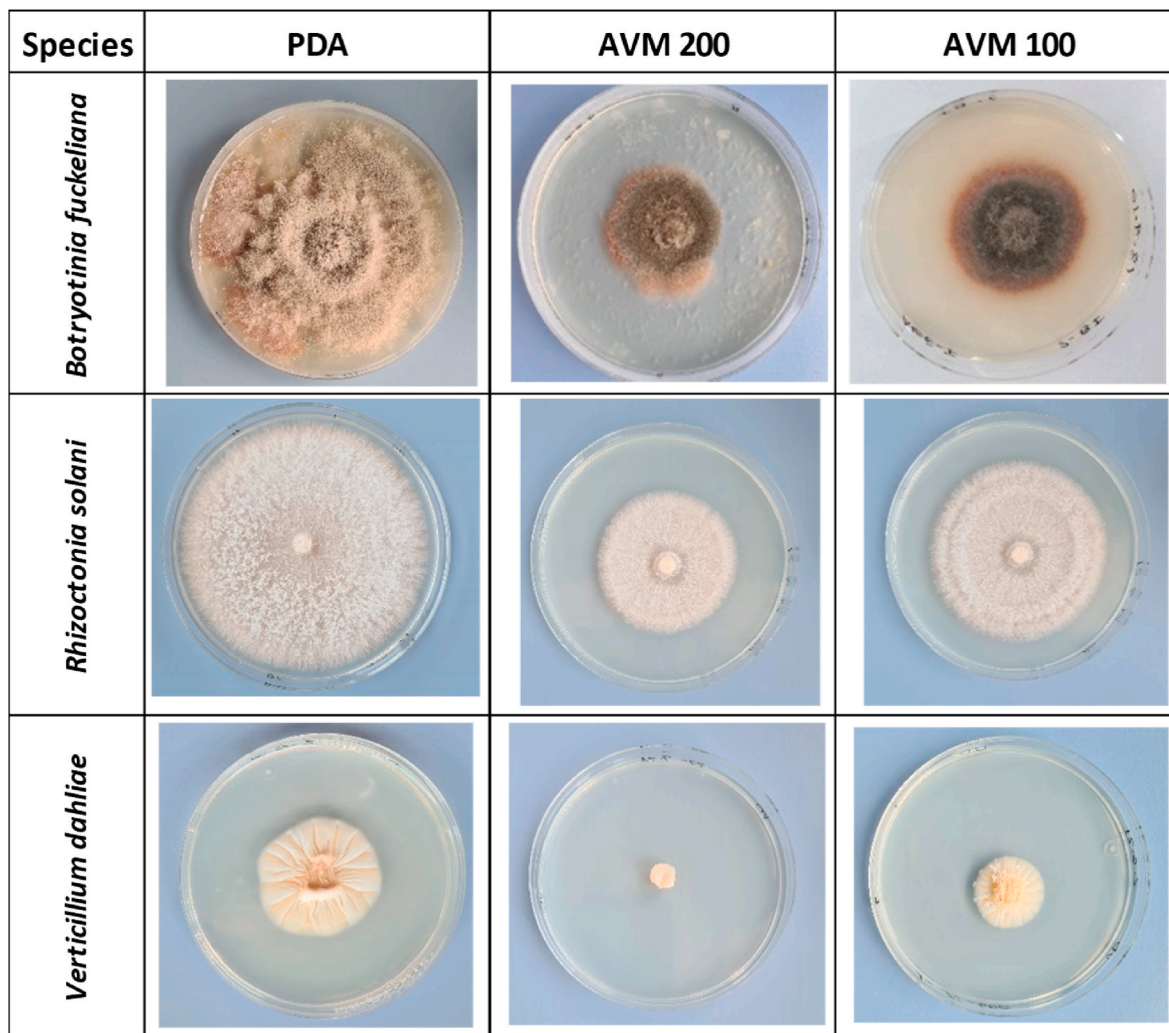 Species
PDA
AVM 200
AVM 100
Botryotinia fuckeliana
Rhizoctonia solani
Verticillium dahliae